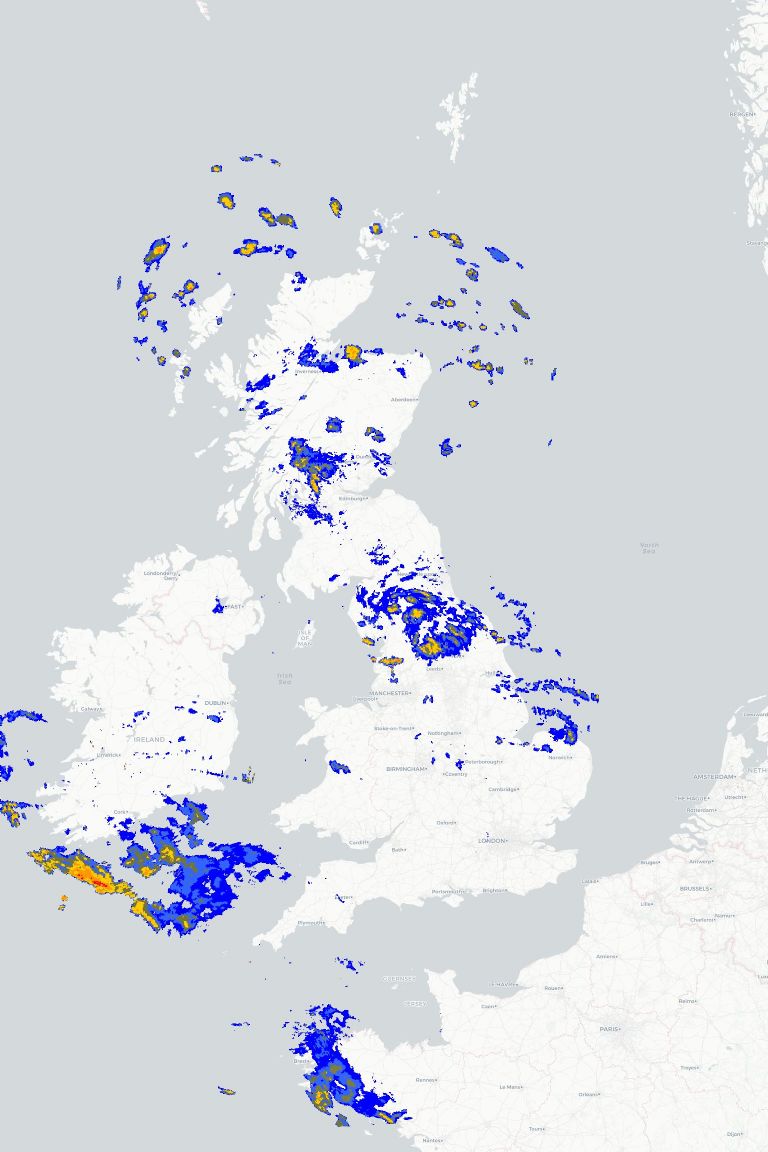 BERGEN
Stavanger
Inverness
Aberdeen
Edinburgh
North
Sea
Londonderry/
Derry
ISLE
OF
MAN
Leeds
Irish
Sea
MANCHESTER
Liverpool
Galway
DUBLIN
IRELAND
Limerick
Stoke-on-Trent
Nottingham
Norwich
Leeuwarden
BIRMINGHAM
Peterborough
Coventry
AMSTERDAM
NETH
Cambridge
THE HAGUE
Utrecht
Rotterdam
Cork
Oxford
LONDON
Cardiff
Bath
Bruges
Antwerp
Calais
BRUSSELS
Portsmouth
Brighton
Exeter
Lille
Namur
Charleroi
Plymouth
Amiens
GUERNSEY
LE HAVRE
Rouen
JERSEY
Caen
Reims
PARIS
Brest
Troyes
Rennes
Le Mans
Orléans
Tours
Nantes
Dijon